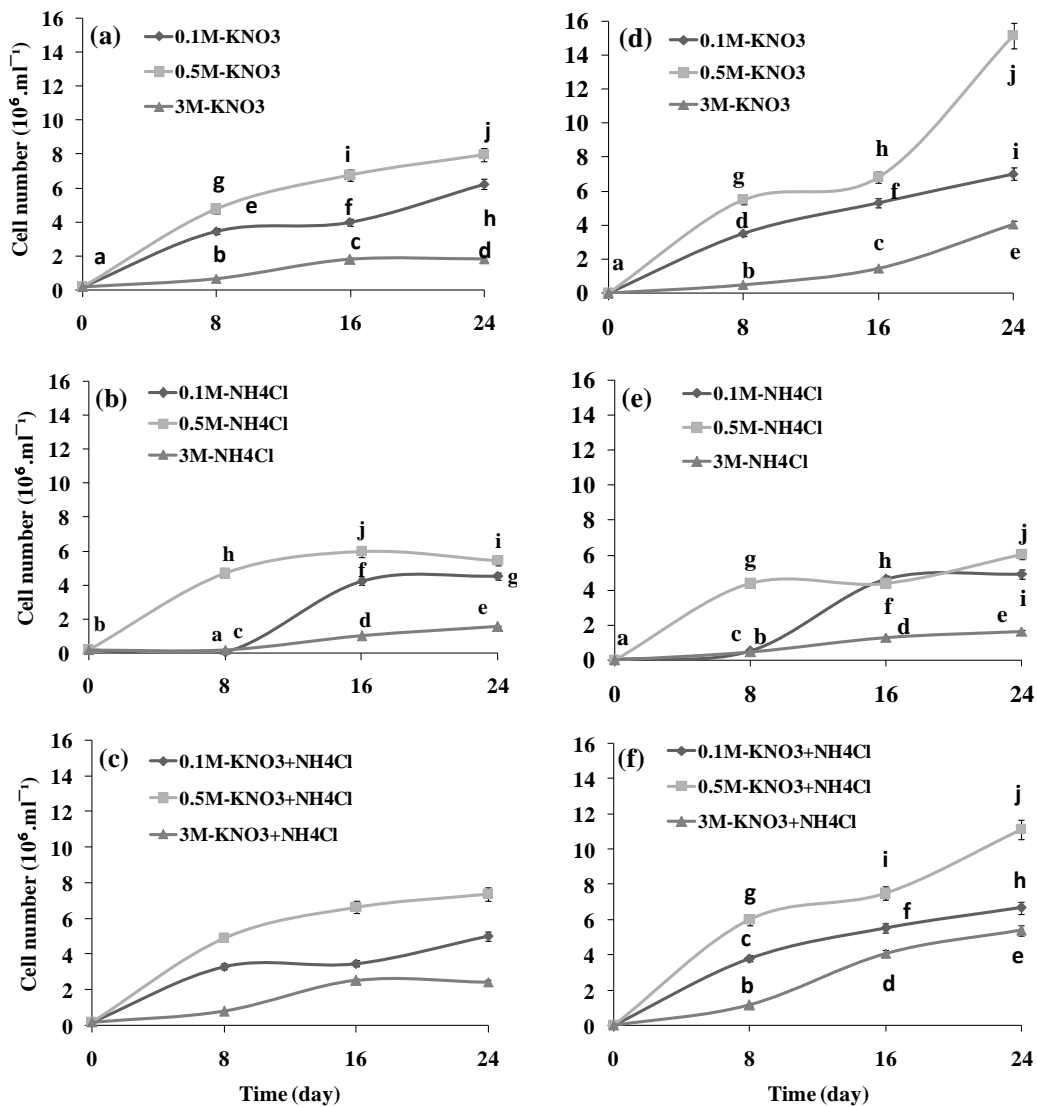 (a)
0.1M-KNO3
0.5M-KNO3
3M-KNO3
Cell number (10⁶.ml¯¹)
16
14
12
10
8
6
4
2
0
a
g
e
b
i
f
c
j
h
d
0
8
16
24
(d)
0.1M-KNO3
0.5M-KNO3
3M-KNO3
16
14
12
10
8
6
4
2
0
a
g
d
b
h
f
c
j
i
e
0
8
16
24
(b)
0.1M-NH4Cl
0.5M-NH4Cl
3M-NH4Cl
Cell number (10⁶.ml¯¹)
16
14
12
10
8
6
4
2
0
b
h
a
c
j
f
d
i
g
e
0
8
16
24
(e)
0.1M-NH4Cl
0.5M-NH4Cl
3M-NH4Cl
16
14
12
10
8
6
4
2
0
a
g
c
b
h
f
d
j
i
e
0
8
16
24
(c)
0.1M-KNO3+NH4Cl
0.5M-KNO3+NH4Cl
3M-KNO3+NH4Cl
Cell number (10⁶.ml¯¹)
16
14
12
10
8
6
4
2
0
0
8
16
24
Time (day)
(f)
0.1M-KNO3+NH4Cl
0.5M-KNO3+NH4Cl
3M-KNO3+NH4Cl
16
14
12
10
8
6
4
2
0
g
c
b
i
f
d
j
h
e
0
8
16
24
Time (day)